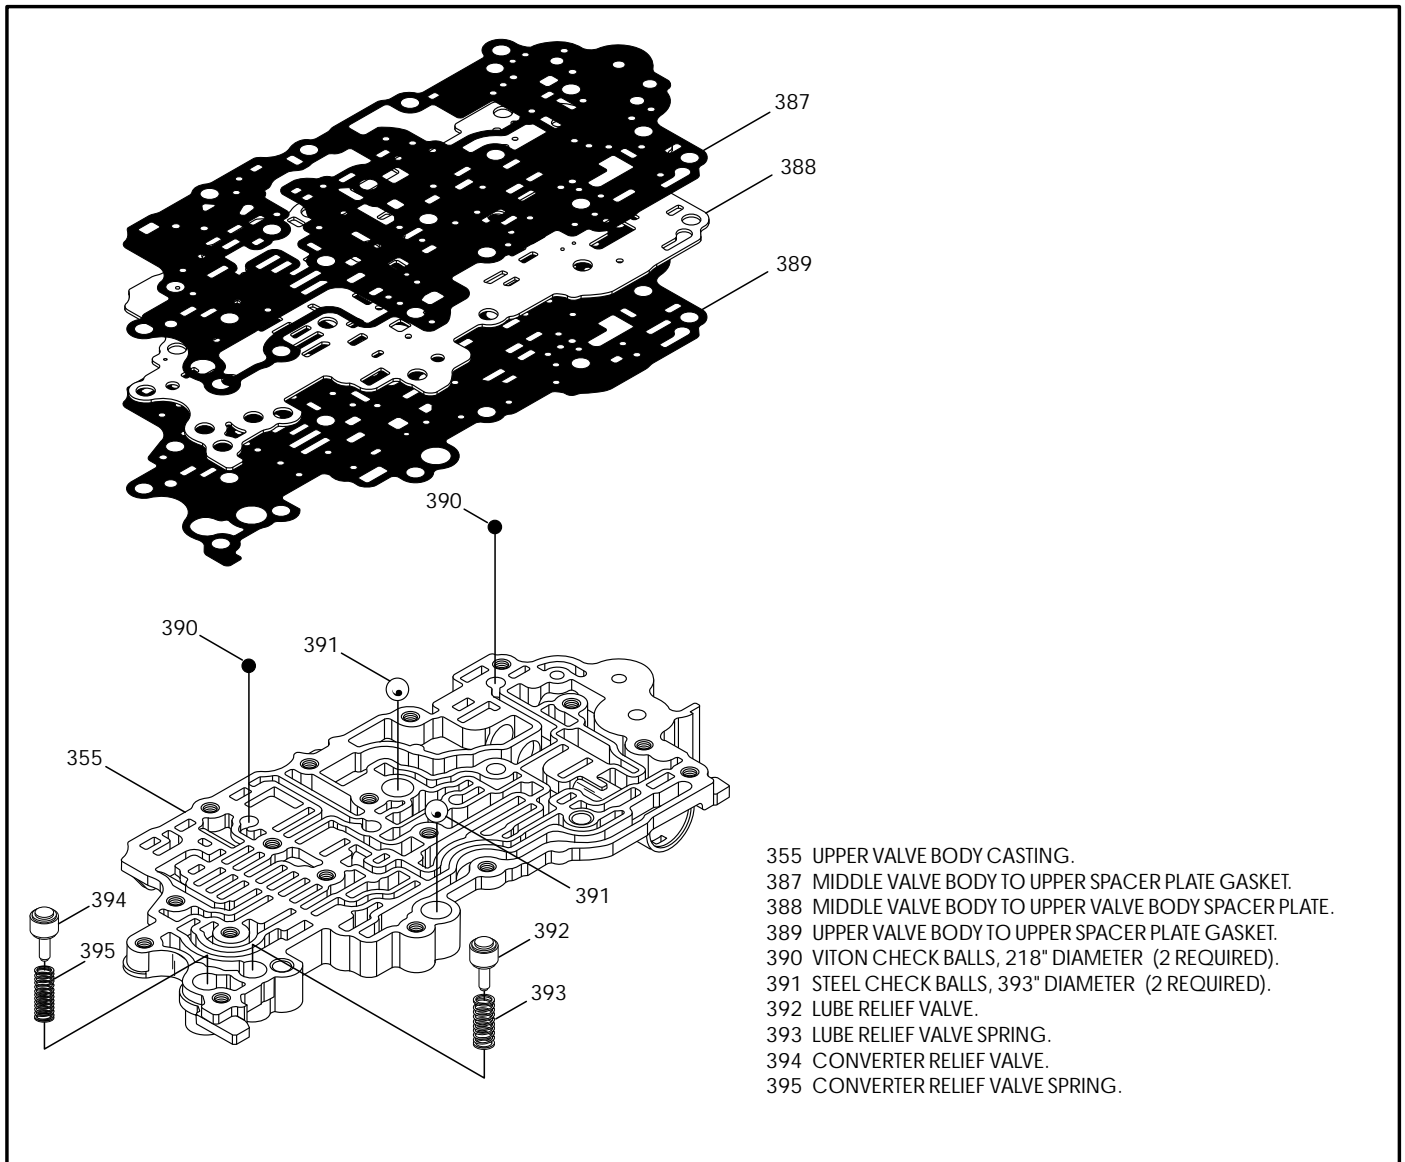 387
388
389
390
390
391
355
391
394
395
392
393
355 UPPER VALVE BODY CASTING.
387 MIDDLE VALVE BODY TO UPPER SPACER PLATE GASKET.
388 MIDDLE VALVE BODY TO UPPER VALVE BODY SPACER PLATE.
389 UPPER VALVE BODY TO UPPER SPACER PLATE GASKET.
390 VITON CHECK BALLS, 218" DIAMETER (2 REQUIRED).
391 STEEL CHECK BALLS, 393" DIAMETER (2 REQUIRED).
392 LUBE RELIEF VALVE.
393 LUBE RELIEF VALVE SPRING.
394 CONVERTER RELIEF VALVE.
395 CONVERTER RELIEF VALVE SPRING.